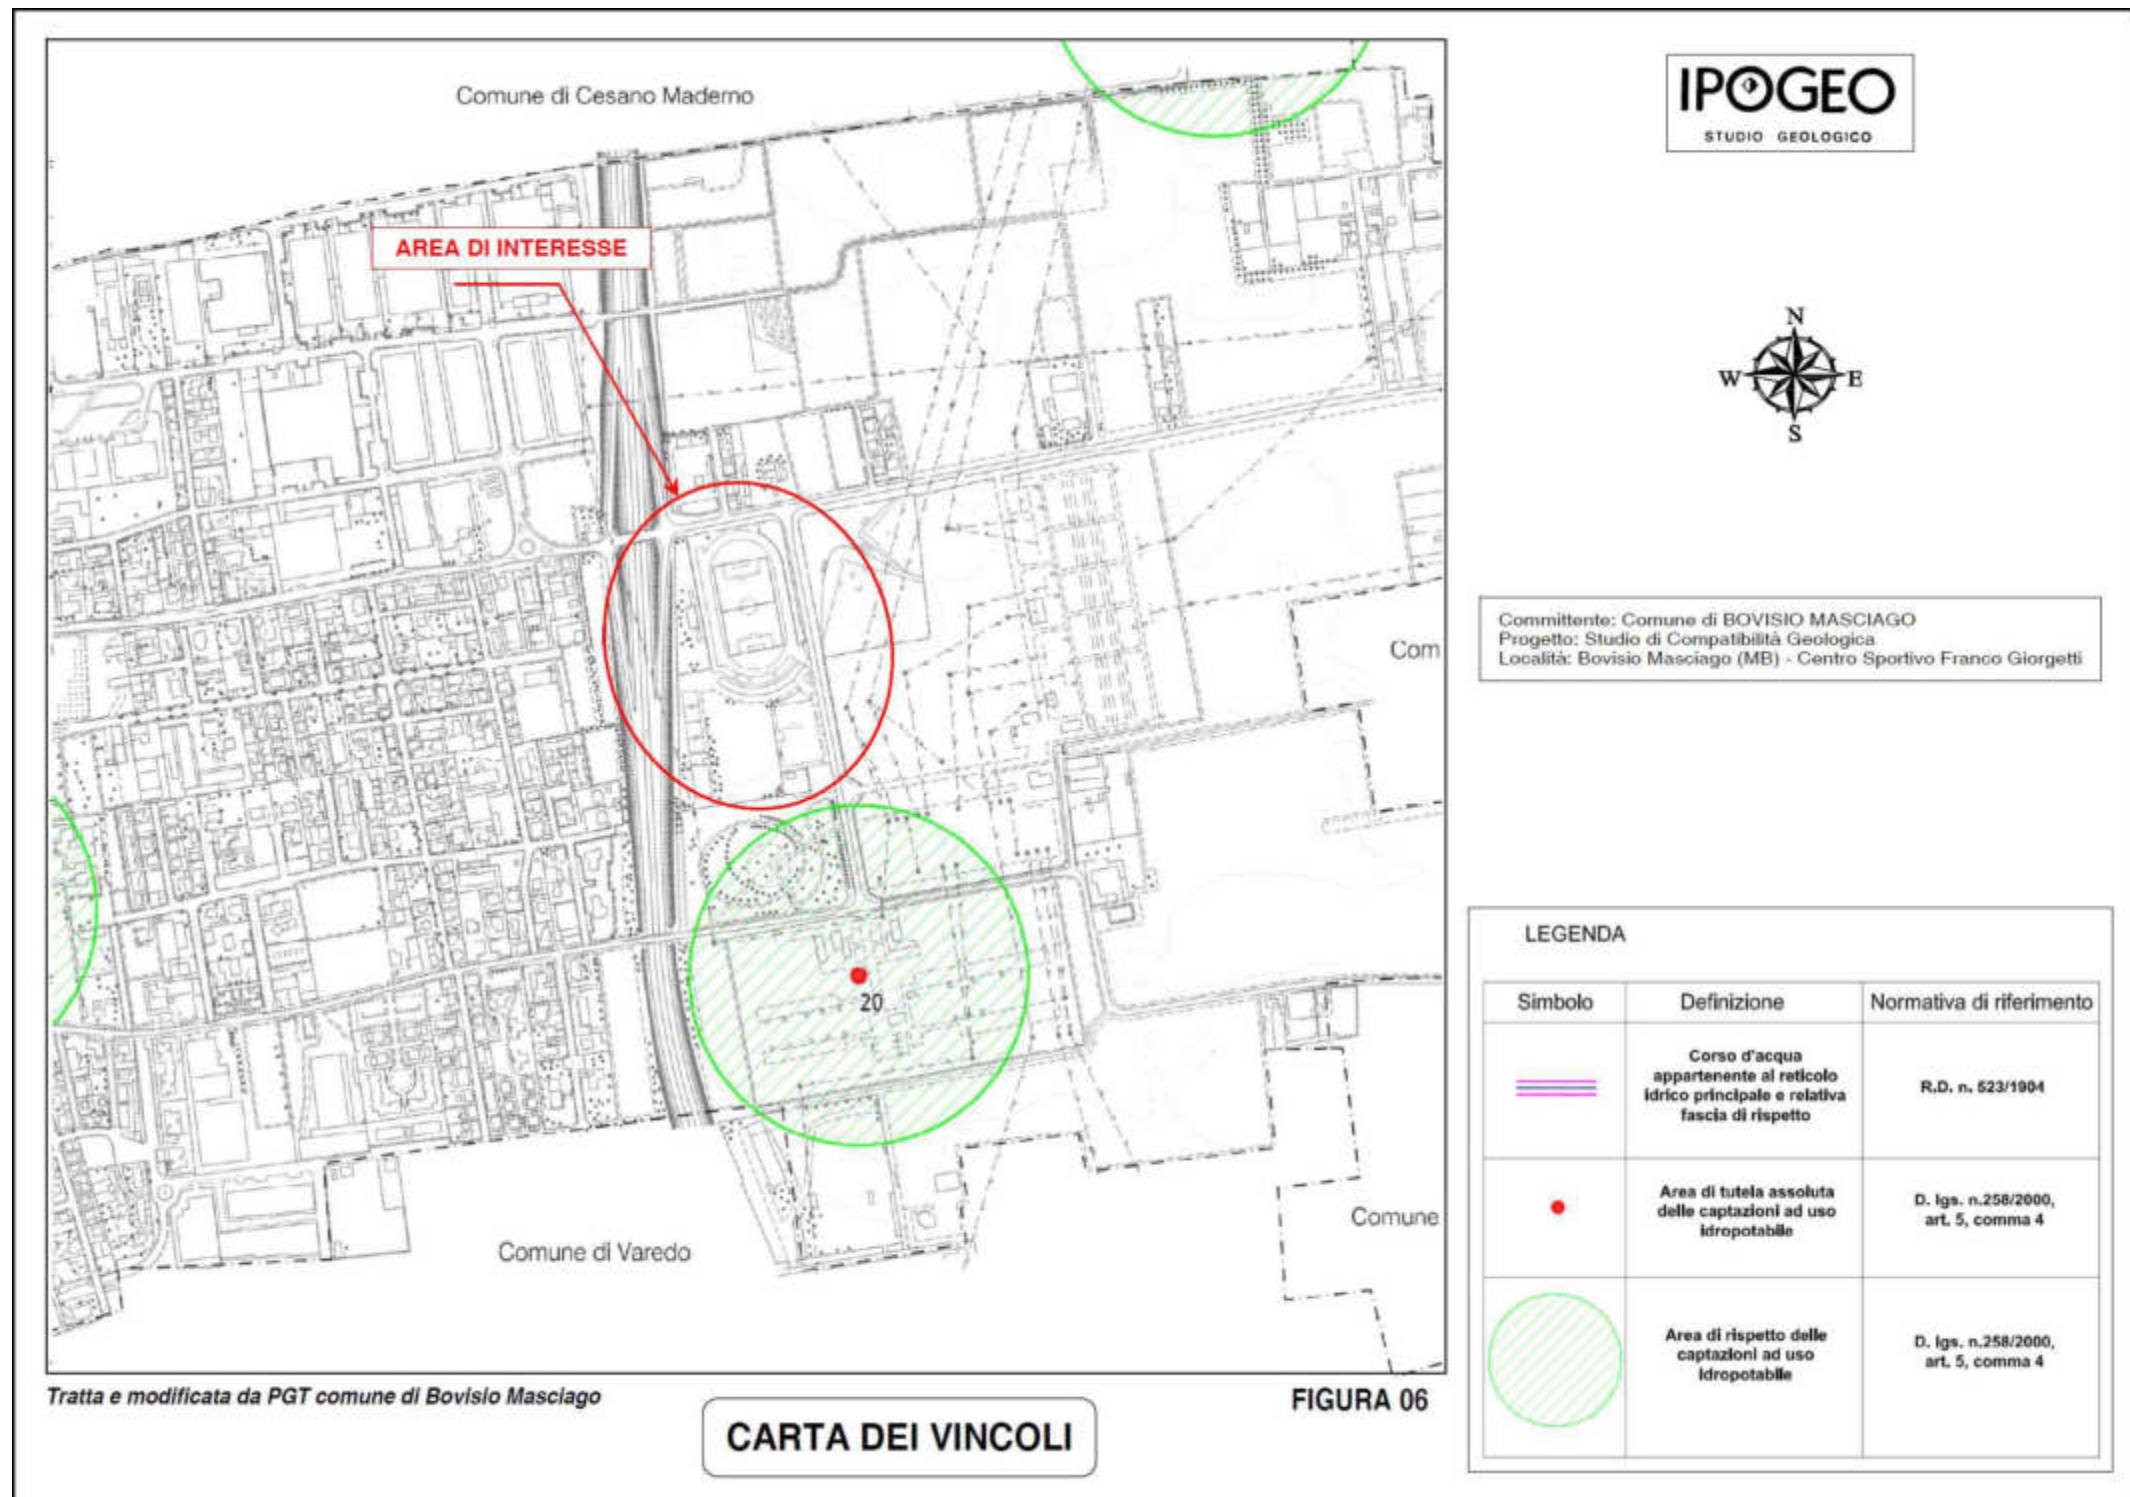 Comune di Cesano Maderno
AREA DI INTERESSE
Com
20
Comune
Comune di Varedo
Tratta e modificata da PGT comune di Bovisio Masciago
FIGURA 06
CARTA DEI VINCOLI
IPOGEO
STUDIO GEOLOGICO
N
W
E
S
Committente: Comune di BOVISIO MASCIAGO
Progetto: Studio di Compatibilità Geologica
Località: Bovisio Masciago (MB) - Centro Sportivo Franco Giorgetti
LEGENDA
Simbolo Definizione Normativa di riferimento
Corso d'acqua
appartenente al reticolo
idrico principale e relativa
fascia di rispetto
R.D. n. 523/1904
Area di tutela assoluta
delle captazioni ad uso
idropotabile
D. lgs. n.258/2000,
art. 5, comma 4
Area di rispetto delle
captazioni ad uso
idropotabile
D. lgs. n.258/2000,
art. 5, comma 4